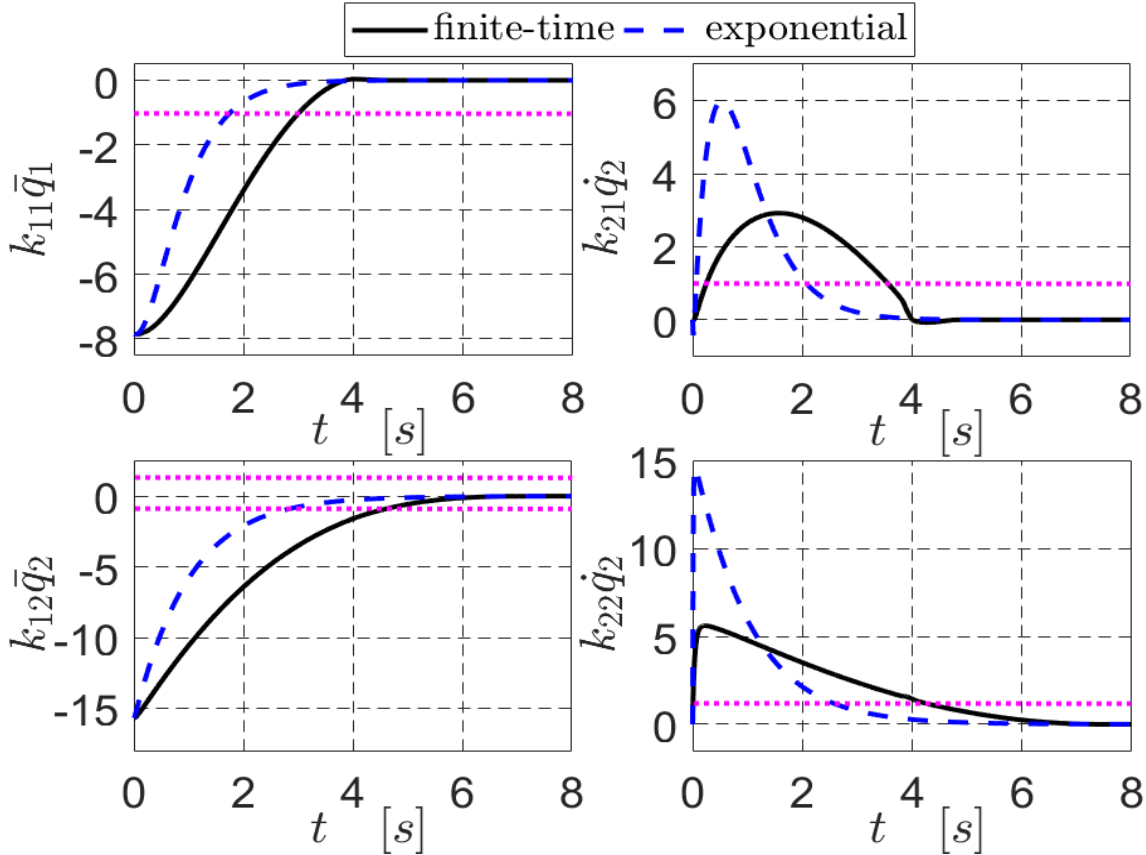 finite-time exponential
k₁₁q̄₁
0
-2
-4
-6
-8
0 2 4 6 8
t [s]
k₂₁q̇₂
6
4
2
0
0 2 4 6 8
t [s]
k₁₂q̄₂
0
-5
-10
-15
0 2 4 6 8
t [s]
k₂₂q̇₂
15
10
5
0
0 2 4 6 8
t [s]